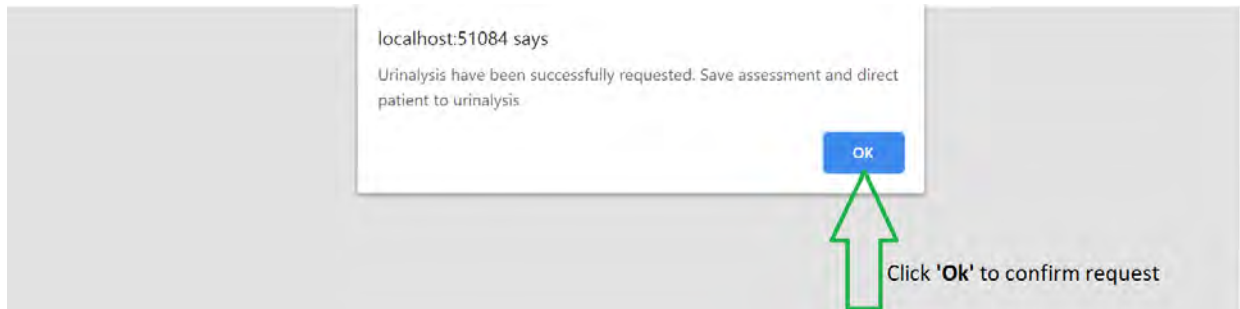 localhost:51084 says
Urinalysis have been successfully requested. Save assessment and direct
patient to urinalysis
OK
Click 'Ok' to confirm request